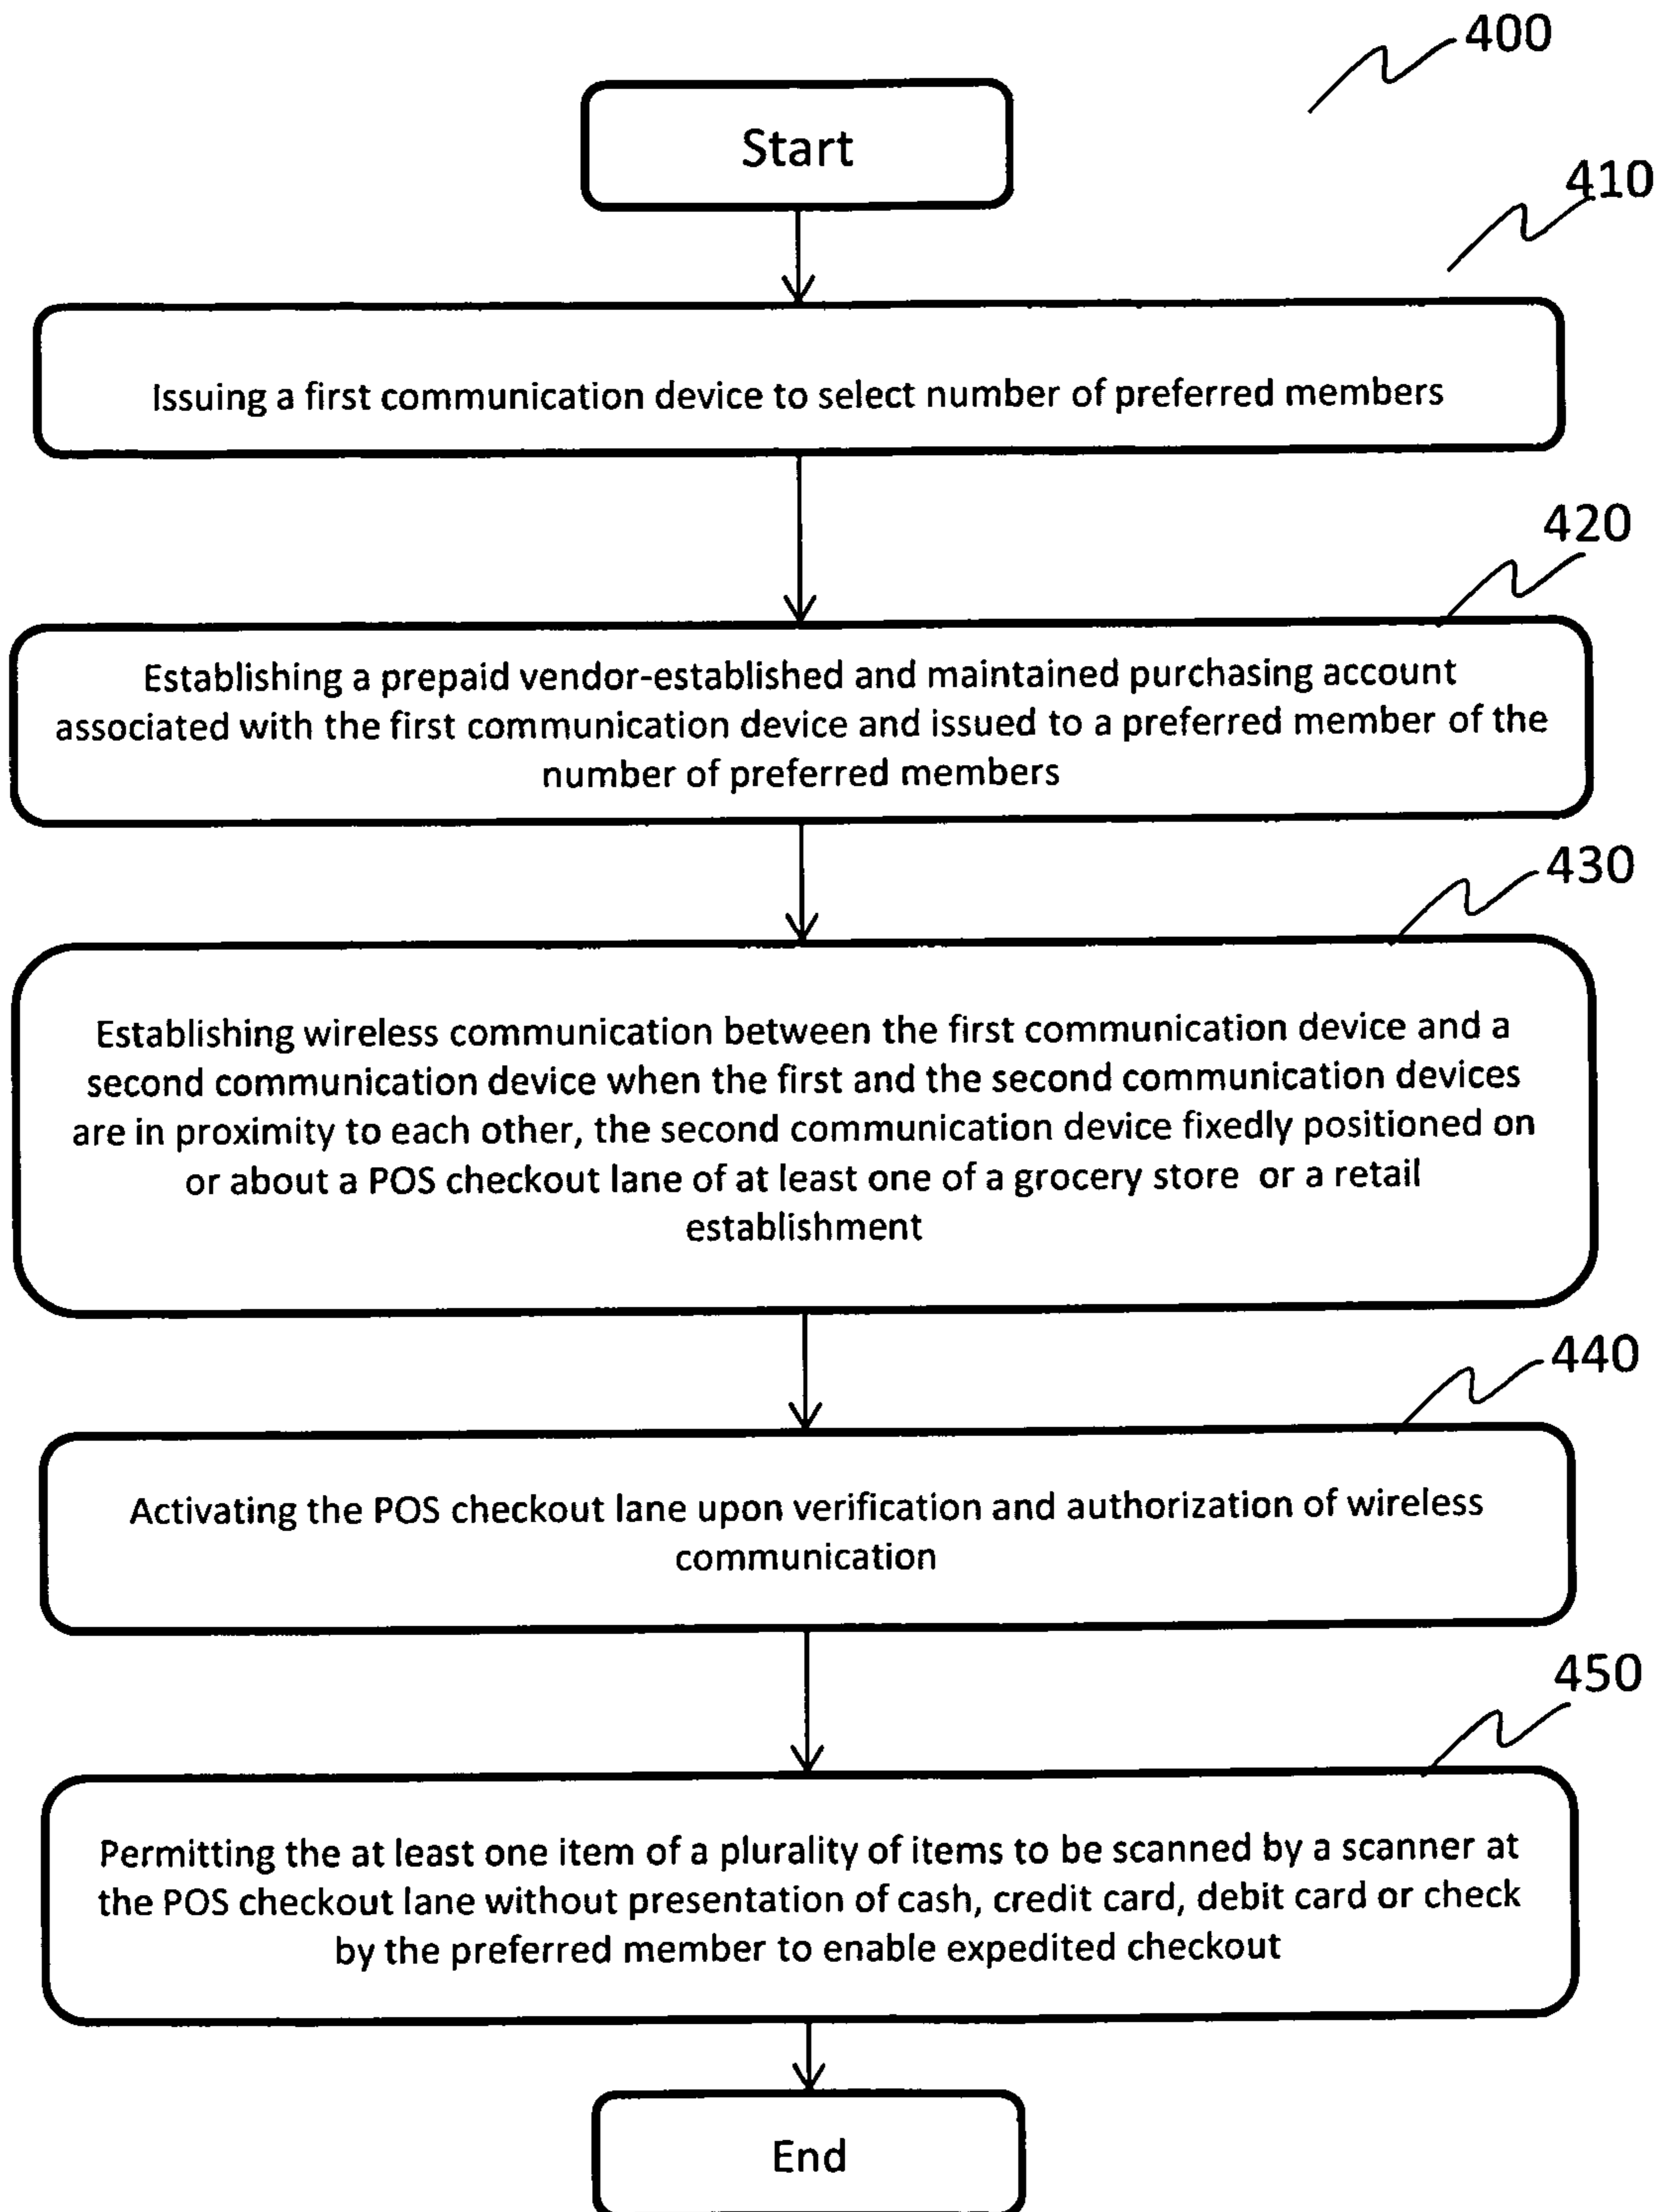 400
Start
410
Issuing a first communication device to select number of preferred members
420
Establishing a prepaid vendor-established and maintained purchasing account
associated with the first communication device and issued to a preferred member of the
number of preferred members
430
Establishing wireless communication between the first communication device and a
second communication device when the first and the second communication devices
are in proximity to each other, the second communication device fixedly positioned on
or about a POS checkout lane of at least one of a grocery store or a retail
establishment
440
Activating the POS checkout lane upon verification and authorization of wireless
communication
450
Permitting the at least one item of a plurality of items to be scanned by a scanner at
the POS checkout lane without presentation of cash, credit card, debit card or check
by the preferred member to enable expedited checkout
End